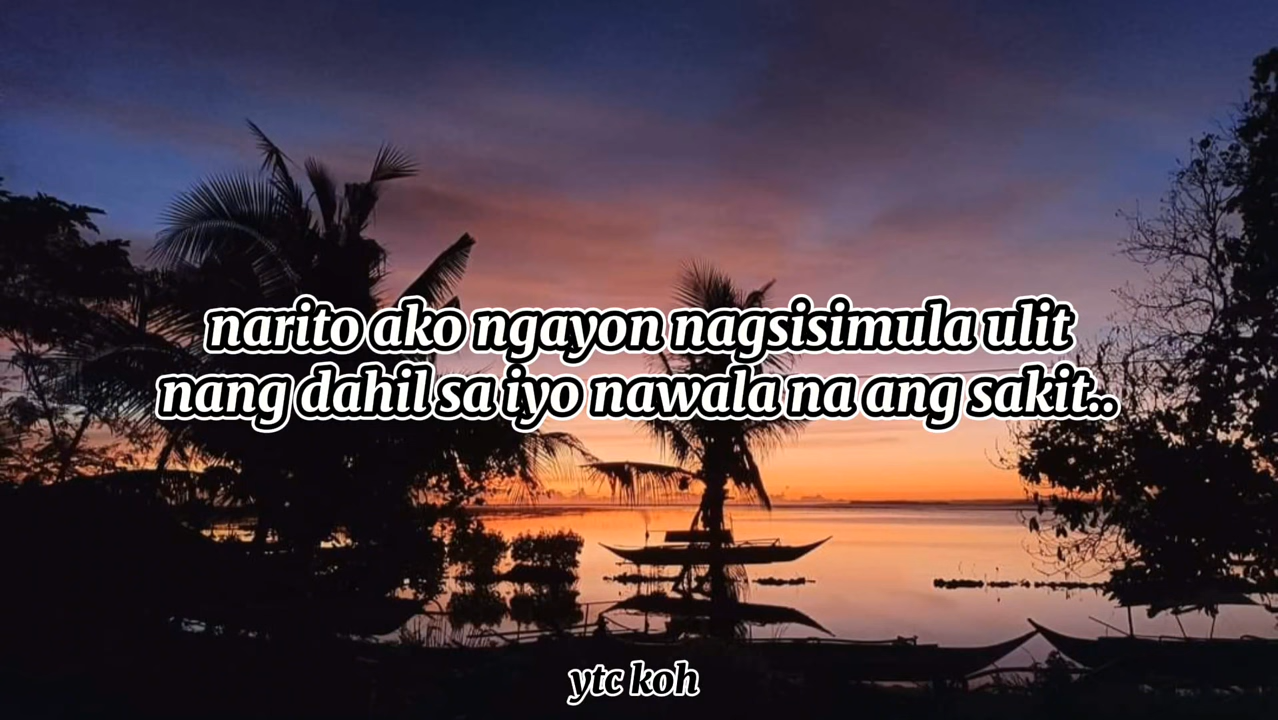 narito ako ngayon nagsisimula ulit
nang dahil sa iyo nawala na ang sakit..
ytc koh